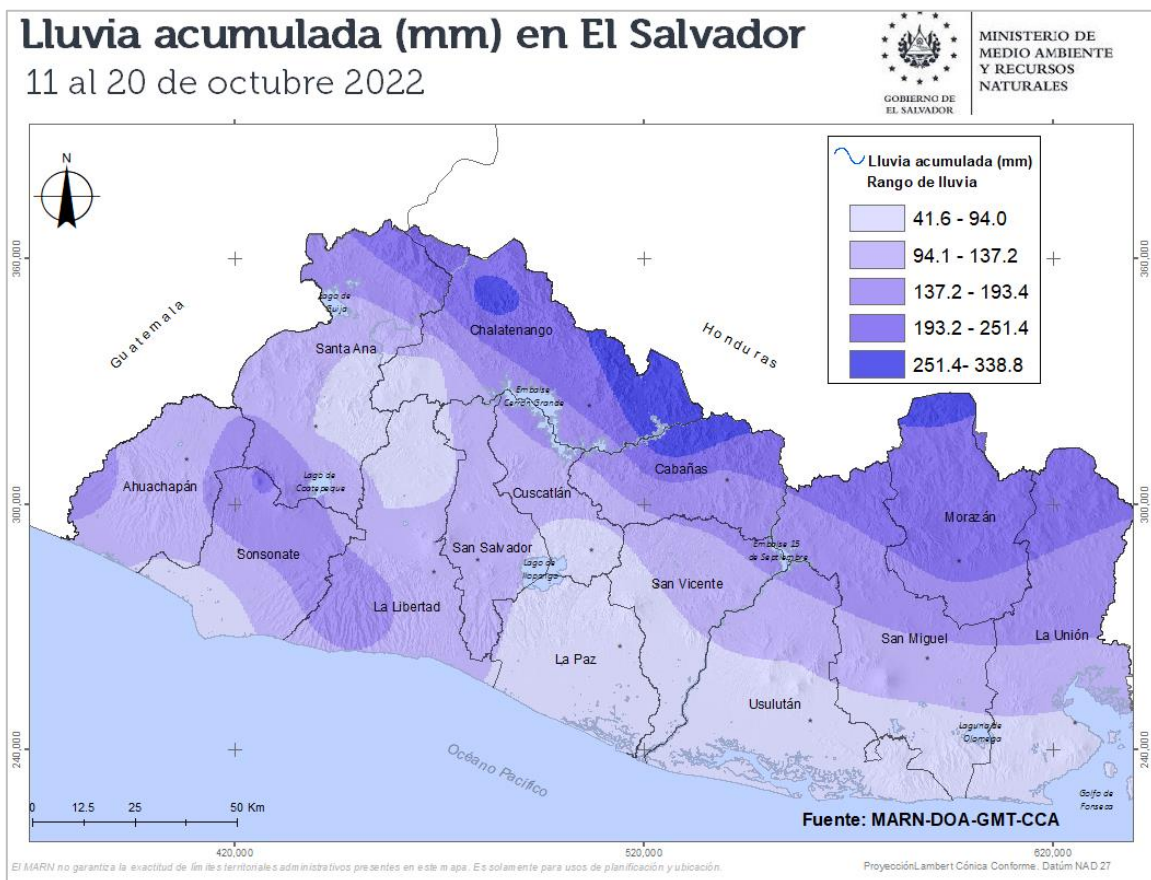 Lluvia acumulada (mm) en El Salvador
11 al 20 de octubre 2022
GOBIERNO DE
EL SALVADOR
MINISTERIO DE
MEDIO AMBIENTE
Y RECURSOS
NATURALES
Lluvia acumulada (mm)
Rango de lluvia
41.6 - 94.0
94.1 - 137.2
137.2 - 193.4
193.2 - 251.4
251.4- 338.8
N
360,000
360,000
Guatemala
Honduras
Lago de
Guija
Chalatenango
Santa Ana
Embalse
Cerrón Grande
Cabañas
Ahuachapán
Lago de
Coatepeque
Cuscatlán
300,000
300,000
Morazán
Sonsonate
San Salvador
Lago de
Ilopango
Embalse 15
de Septiembre
San Vicente
La Libertad
San Miguel
La Unión
La Paz
Usulután
Laguna de
Olomega
240,000
240,000
Océano Pacífico
Golfo de
Fonseca
0 12.5 25 50 Km
Fuente: MARN-DOA-GMT-CCA
420,000
520,000
620,000
El MARN no garantiza la exactitud de límites territoriales administrativos presentes en este mapa. Es solamente para usos de planificación y ubicación.
ProyecciónLambert Cónica Conforme. Datúm NAD 27